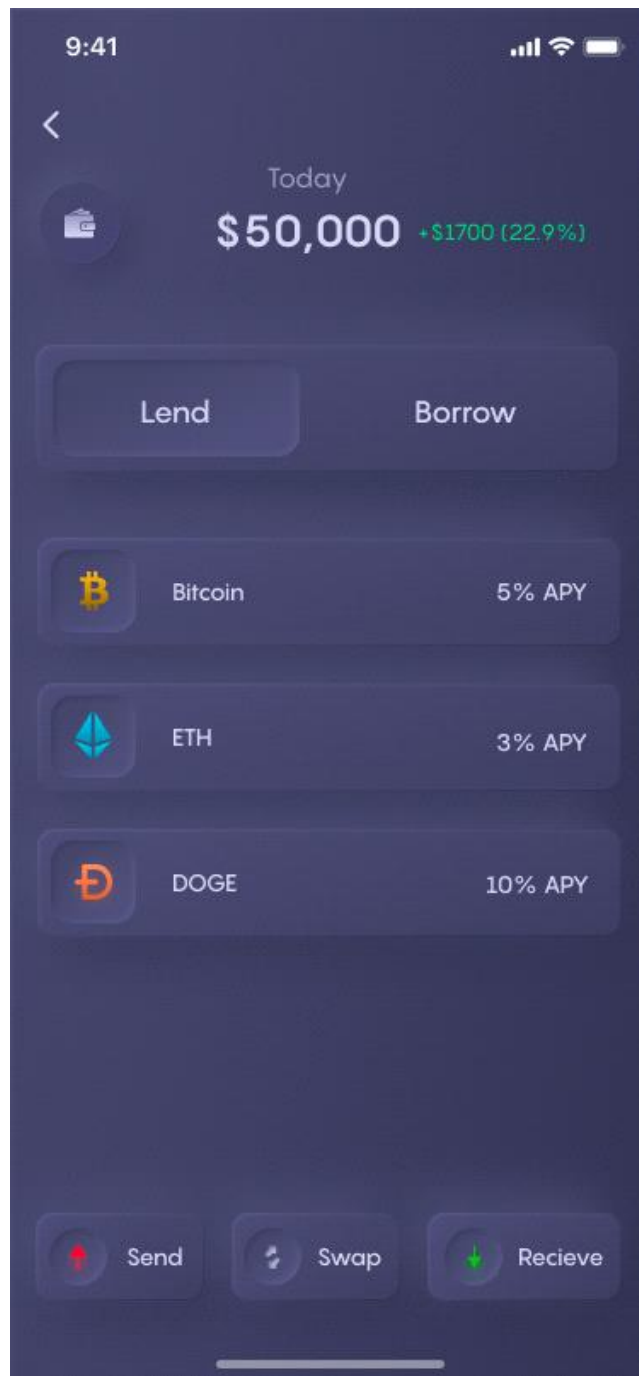 9:41
Today
$50,000 +$1700 (22.9%)
Lend Borrow
Bitcoin 5% APY
ETH 3% APY
DOGE 10% APY
Send Swap Recieve